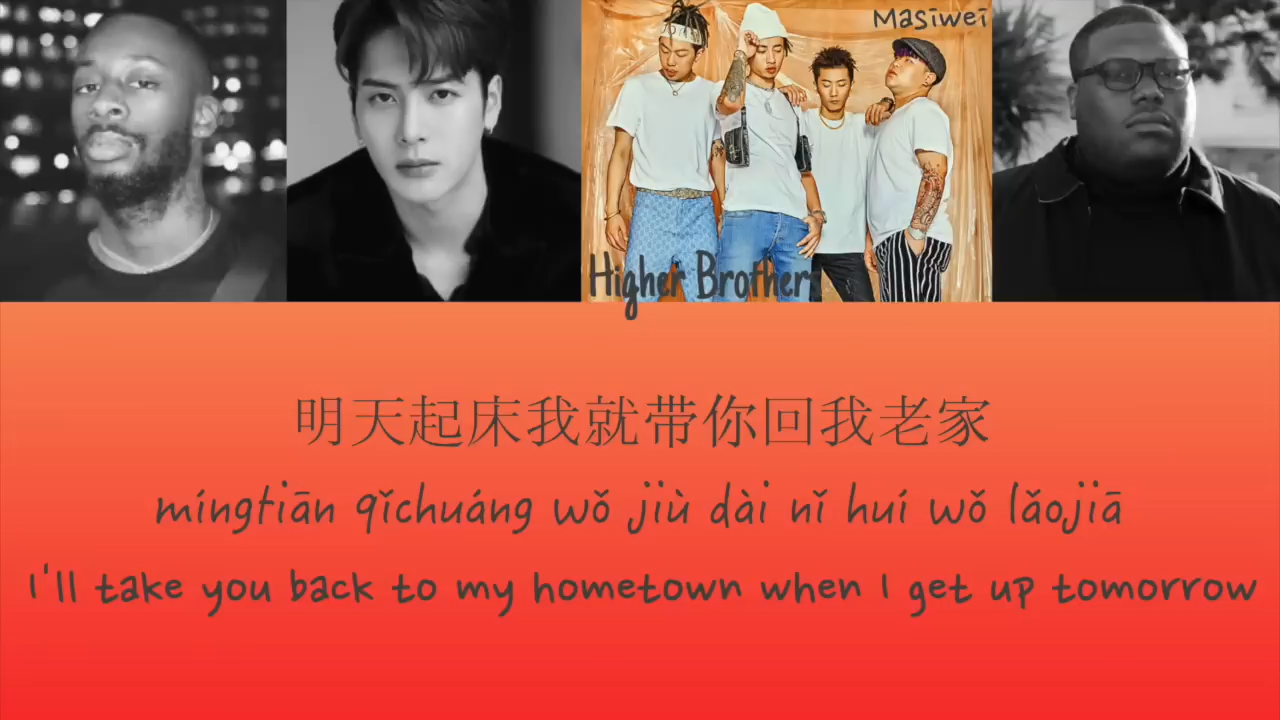 Masīwēi
Higher Brothers
明天起床我就带你回我老家
míngtiān qǐchuáng wǒ jiù dài nǐ huí wǒ lǎojiā
I'll take you back to my hometown when I get up tomorrow